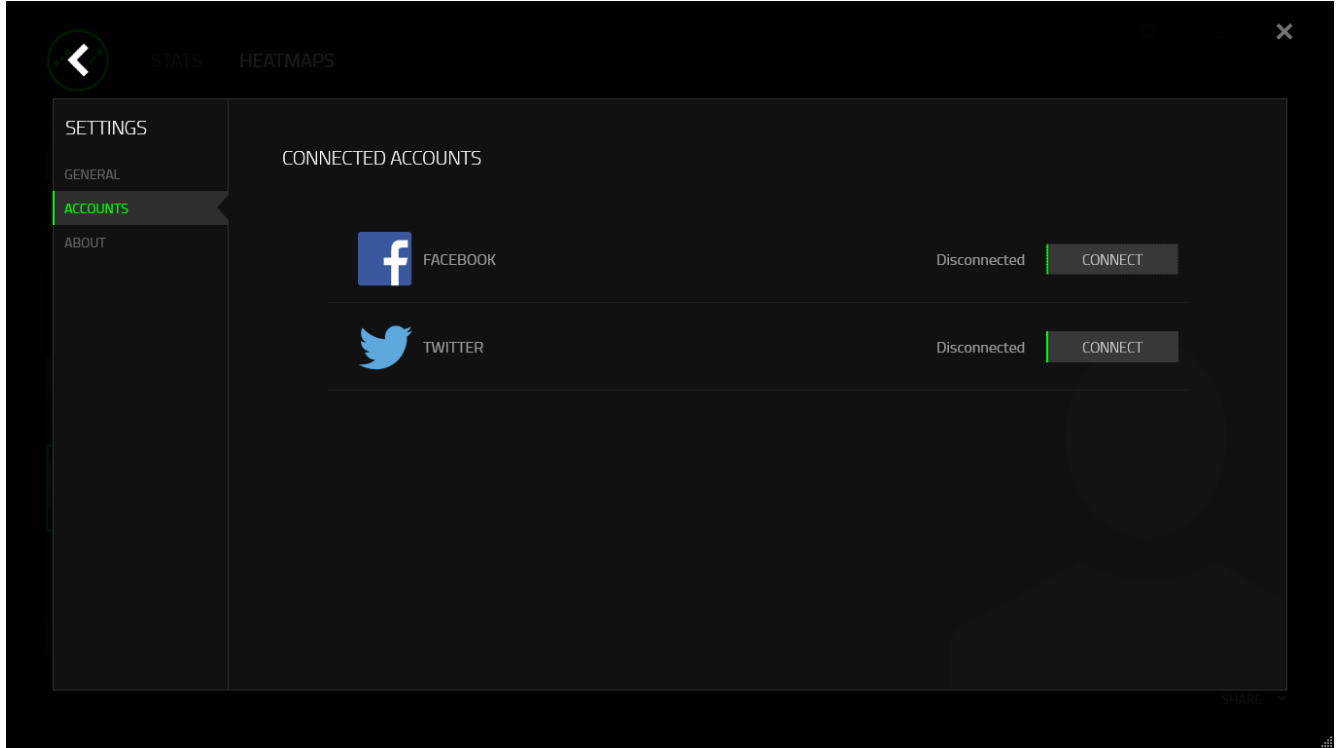 STATS HEATMAPS
SETTINGS
GENERAL
ACCOUNTS
ABOUT
CONNECTED ACCOUNTS
FACEBOOK Disconnected CONNECT
TWITTER Disconnected CONNECT
SHARE